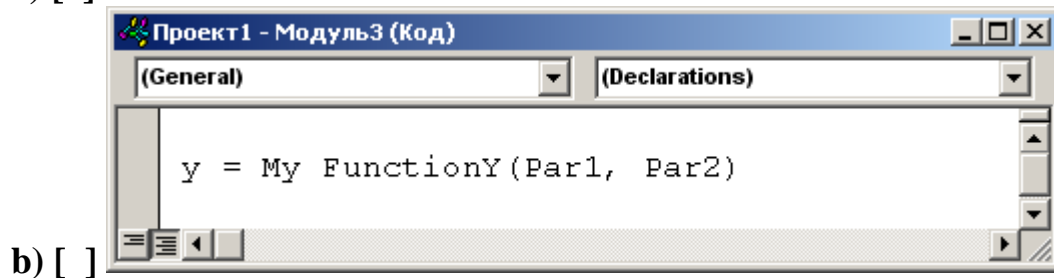 Проект1 - Модуль3 (Код)
(General) (Declarations)
y = My FunctionY(Par1, Par2)
b) [ ]